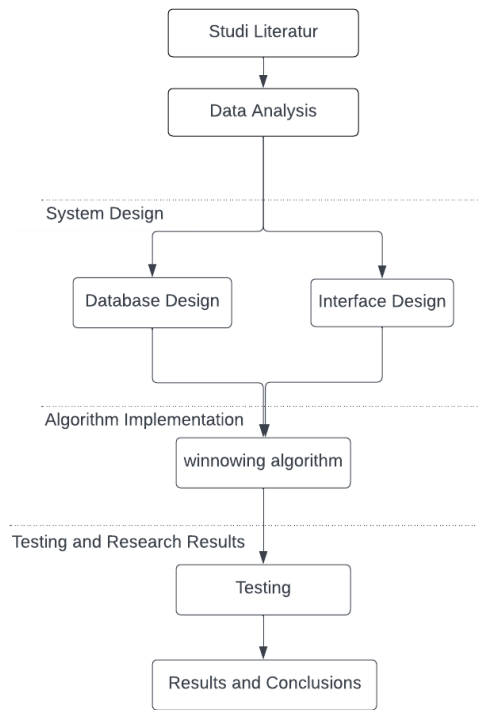 Studi Literatur
Data Analysis
System Design
Database Design
Interface Design
Algorithm Implementation
winnowing algorithm
Testing and Research Results
Testing
Results and Conclusions